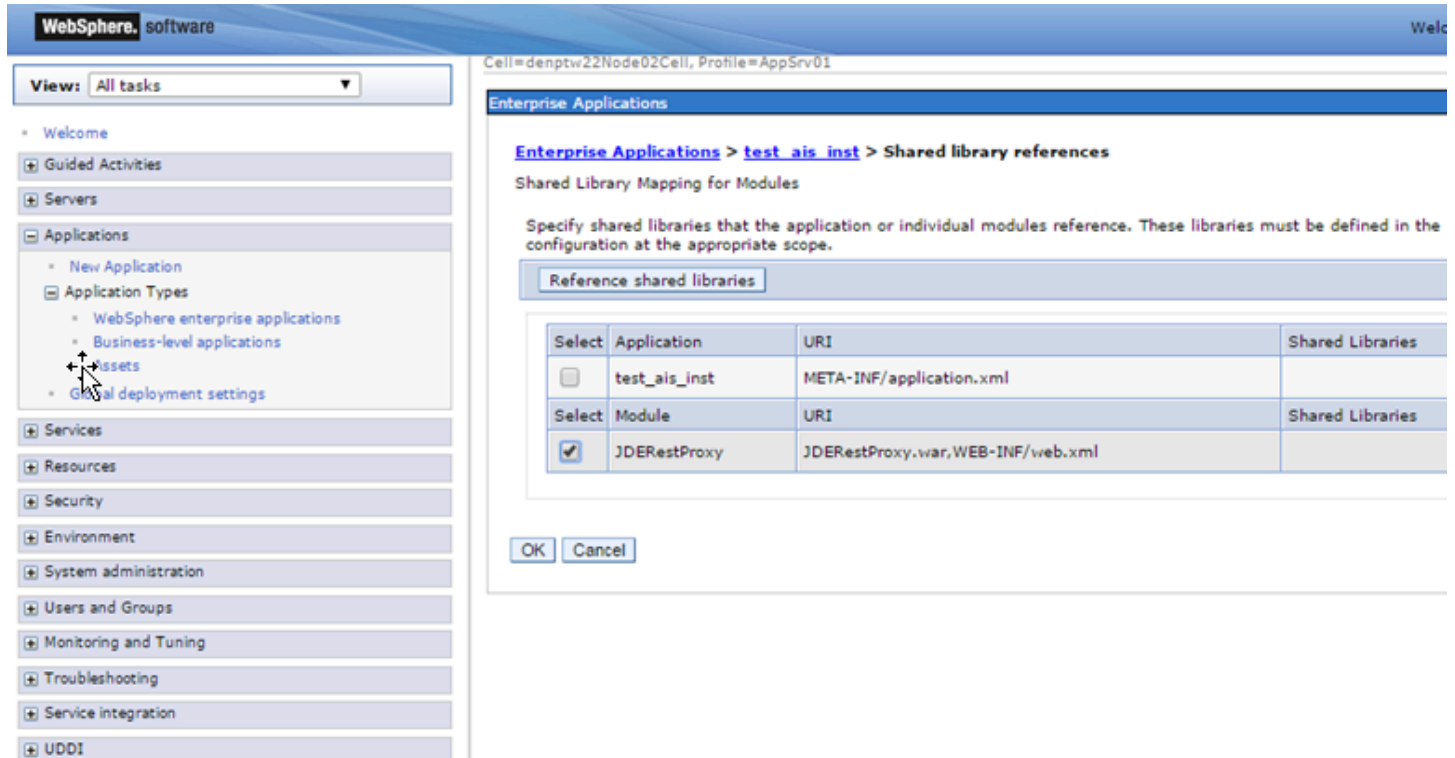 WebSphere. software
Welc
View: All tasks
Welcome
Guided Activities
Servers
Applications
New Application
Application Types
WebSphere enterprise applications
Business-level applications
Assets
Global deployment settings
Services
Resources
Security
Environment
System administration
Users and Groups
Monitoring and Tuning
Troubleshooting
Service integration
UDDI
Cell=denptw22Node02Cell, Profile=AppSrv01
Enterprise Applications
Enterprise Applications > test_ais_inst > Shared library references
Shared Library Mapping for Modules
Specify shared libraries that the application or individual modules reference. These libraries must be defined in the
configuration at the appropriate scope.
Reference shared libraries
Select Application URI Shared Libraries
test_ais_inst META-INF/application.xml
Select Module URI Shared Libraries
JDERestProxy JDERestProxy.war,WEB-INF/web.xml
OK Cancel